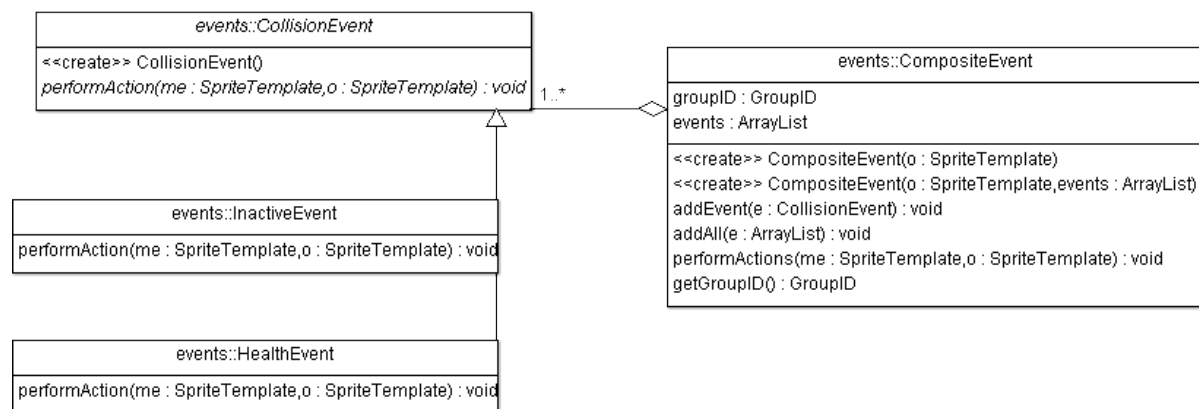 events::CollisionEvent
<<create>> CollisionEvent()
performAction(me : SpriteTemplate,o : SpriteTemplate) : void
1..*
events::CompositeEvent
groupID : GroupID
events : ArrayList
<<create>> CompositeEvent(o : SpriteTemplate)
<<create>> CompositeEvent(o : SpriteTemplate,events : ArrayList)
addEvent(e : CollisionEvent) : void
addAll(e : ArrayList) : void
performActions(me : SpriteTemplate,o : SpriteTemplate) : void
getGroupID() : GroupID
events::InactiveEvent
performAction(me : SpriteTemplate,o : SpriteTemplate) : void
events::HealthEvent
performAction(me : SpriteTemplate,o : SpriteTemplate) : void